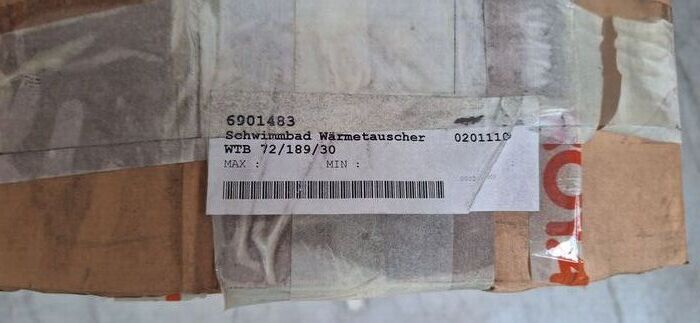 6901483
Schwimmbad Wärmetauscher 0201110
WTB 72/189/30
MAX : MIN : :